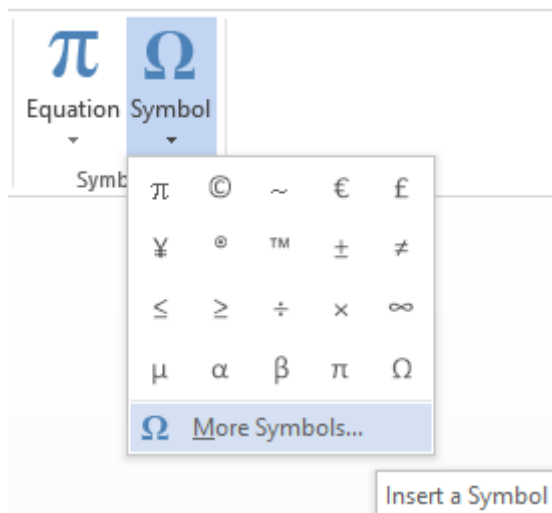 π Ω
Equation Symbol
Symb
π © ~ € £
¥ ® ™ ± ≠
≤ ≥ ÷ × ∞
µ α β π Ω
Ω More Symbols...
Insert a Symbol